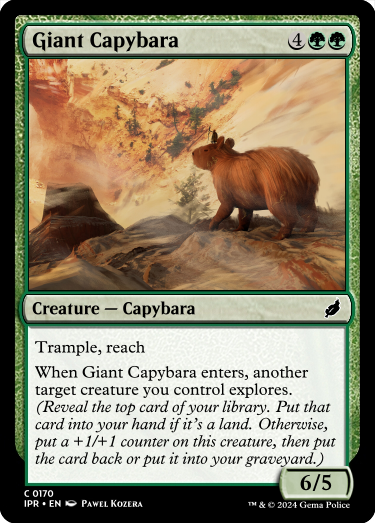 Giant Capybara 4
Creature — Capybara
Trample, reach
When Giant Capybara enters, another
target creature you control explores.
(Reveal the top card of your library. Put that
card into your hand if it's a land. Otherwise,
put a +1/+1 counter on this creature, then put
the card back or put it into your graveyard.)
6/5
C 0170
IPR • EN Pawel Kozera
™ & © 2024 Gema Police